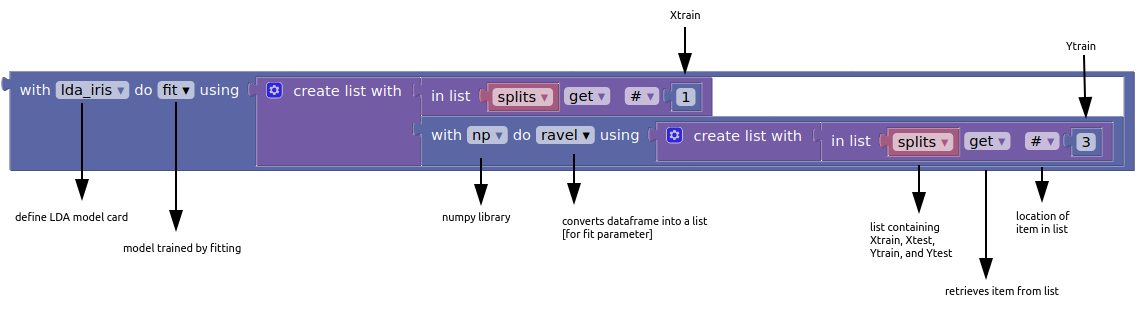 Xtrain
Ytrain
with lda_iris ▾ do fit ▾ using create list with in list splits ▾ get ▾ # ▾ 1
with np ▾ do ravel ▾ using create list with in list splits ▾ get ▾ # ▾ 3
define LDA model card
model trained by fitting
numpy library
converts dataframe into a list
[for fit parameter]
list containing
Xtrain, Xtest,
Ytrain, and Ytest
location of
item in list
retrieves item from list